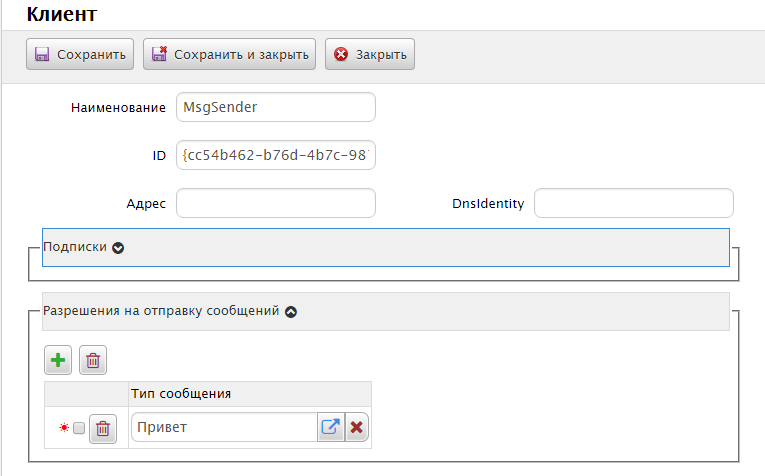 Клиент
Сохранить Сохранить и закрыть Закрыть
Наименование MsgSender
ID {cc54b462-b76d-4b7c-98
Адрес DnsIdentity
Подписки
Разрешения на отправку сообщений
Тип сообщения
Привет